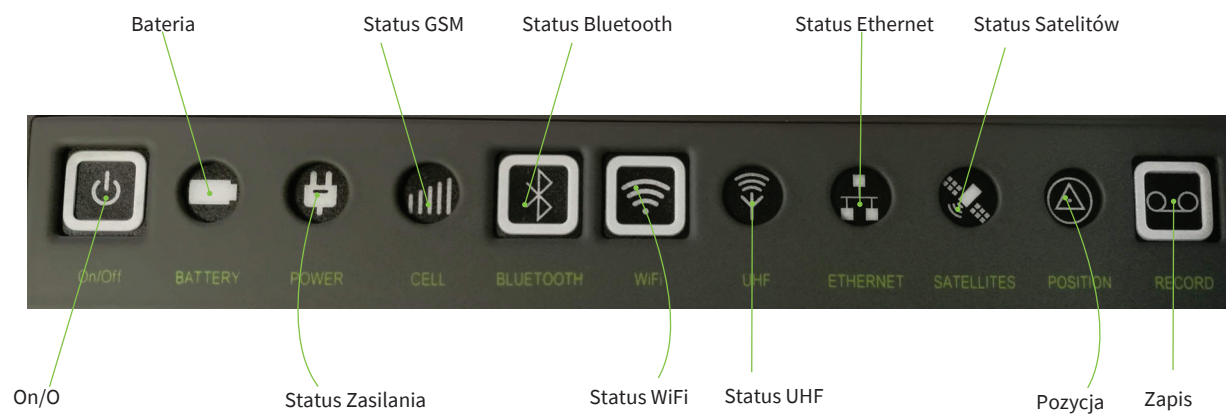 Bateria
Status GSM
Status Bluetooth
Status Ethernet
Status Satelitów
On/Off
BATTERY
POWER
CELL
BLUETOOTH
WiFi
UHF
ETHERNET
SATELLITES
POSITION
RECORD
On/O
Status Zasilania
Status WiFi
Status UHF
Pozycja
Zapis